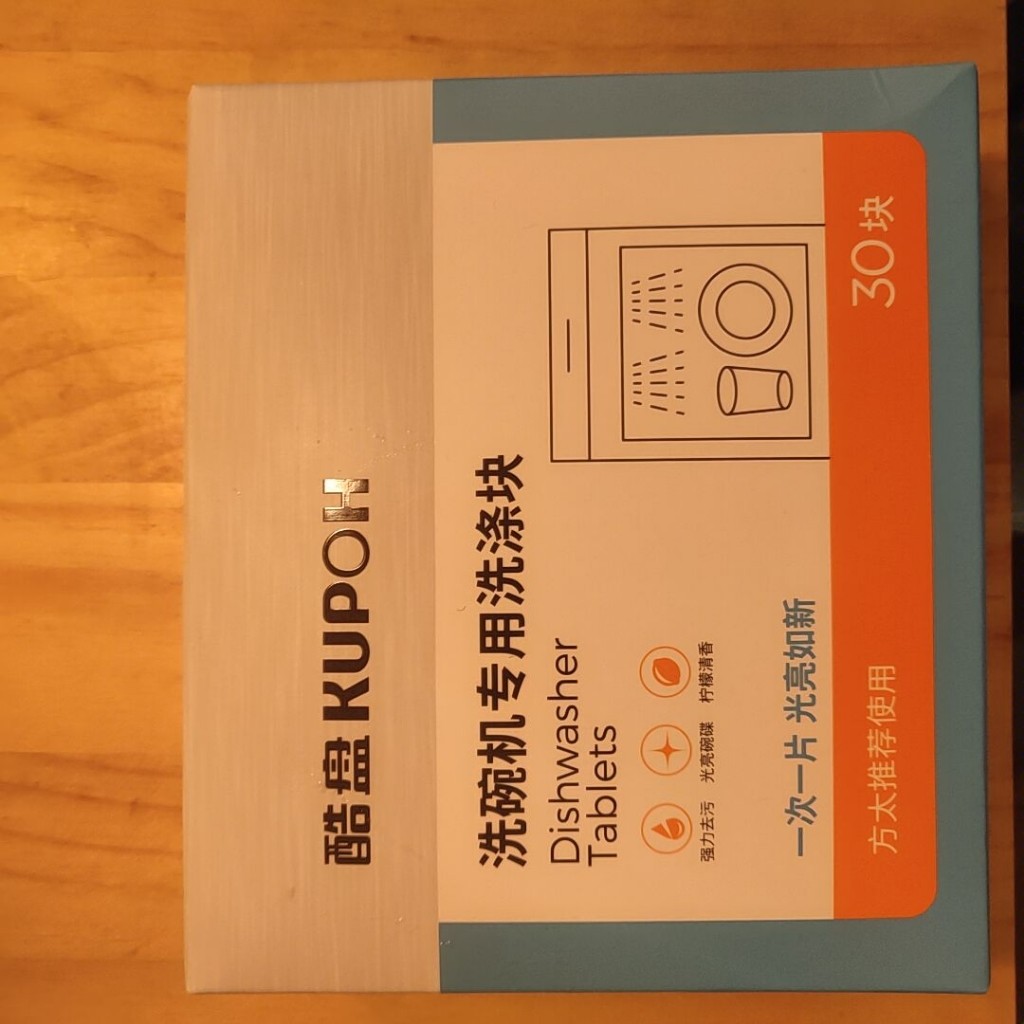 酷盘 KUPOH
洗碗机专用洗涤块
Dishwasher
Tablets
强力去污 光亮碗碟 柠檬清香
一次一片 光亮如新
方太推荐使用 30块